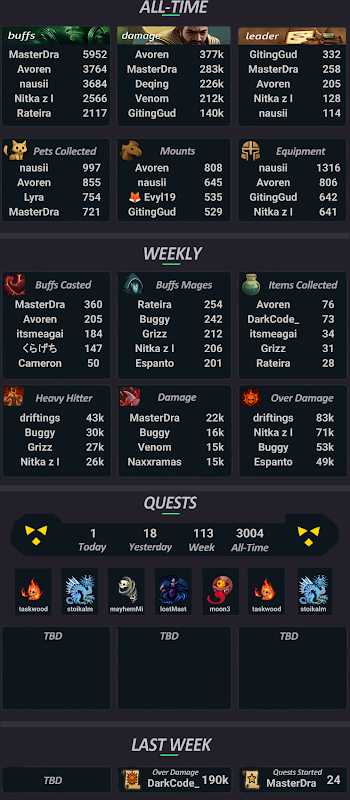 ALL-TIME
buffs damage leader
MasterDra 5952 Avoren 377k GitingGud 332
Avoren 3764 MasterDra 283k MasterDra 258
nausii 3684 Deqing 226k Avoren 205
Nitka z l 2566 Venom 212k Nitka z l 128
Rateira 2117 GitingGud 140k nausii 114
Pets Collected Mounts Equipment
nausii 997 Avoren 808 nausii 1316
Avoren 855 nausii 645 Avoren 806
Lyra 754 🦊 Evyl19 535 GitingGud 642
MasterDra 721 GitingGud 529 Nitka z l 641
WEEKLY
Buffs Casted Buffs Mages Items Collected
MasterDra 360 Rateira 254 Avoren 76
Avoren 205 Buggy 242 DarkCode_ 73
itsmeagai 184 Grizz 212 itsmeagai 34
くらげち 147 Nitka z l 206 Grizz 31
Cameron 50 Espanto 201 Rateira 28
Heavy Hitter Damage Over Damage
driftings 43k MasterDra 22k driftings 83k
Buggy 30k Buggy 16k Nitka z l 71k
Grizz 27k Venom 15k Buggy 53k
Nitka z l 26k Naxxramas 15k Espanto 49k
QUESTS
1 18 113 3004
Today Yesterday Week All-Time
taskwood stoikalm mayhemMi lostMast moon3 taskwood stoikalm
TBD TBD TBD
LAST WEEK
Over Damage Quests Started
TBD DarkCode_ 190k MasterDra 24